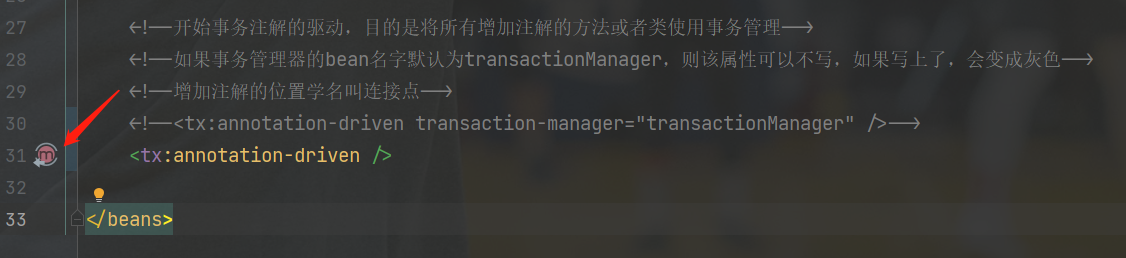 27 <!--开始事务注解的驱动，目的是将所有增加注解的方法或者类使用事务管理-->
28 <!--如果事务管理器的bean名字默认为transactionManager，则该属性可以不写，如果写上了，会变成灰色-->
29 <!--增加注解的位置学名叫连接点-->
30 <!--<tx:annotation-driven transaction-manager="transactionManager" />-->
31 m <tx:annotation-driven />
32
33 </beans>